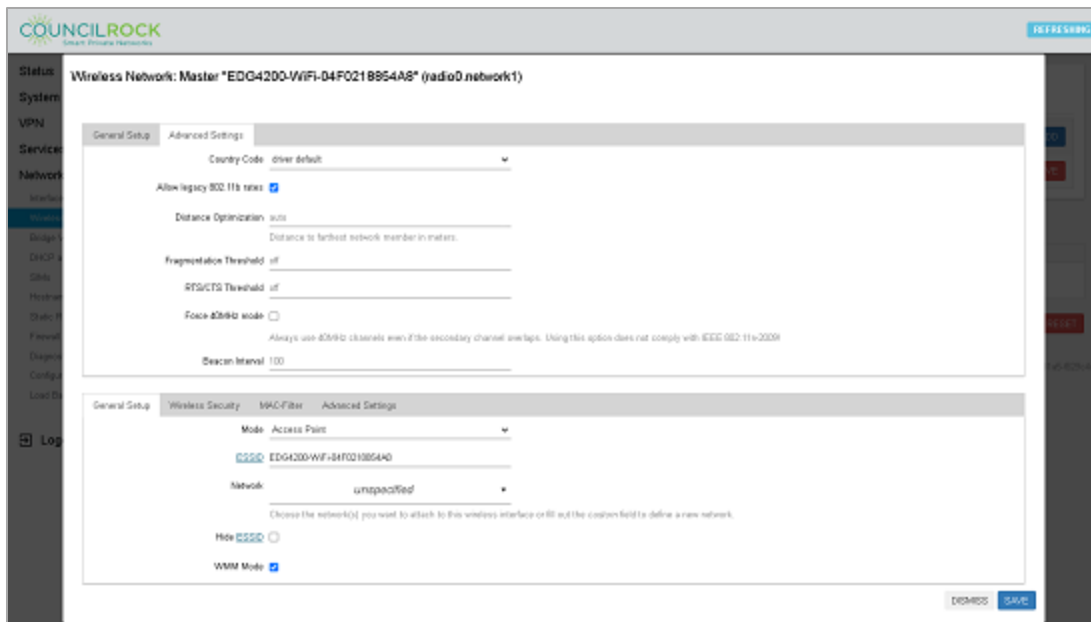 COUNCILROCK
Smart Private Networks
REFRESHING
Status
System
VPN
Services
Network
Wireless Network: Master "EDG4200-WiFi-04F0218854A8" (radio0.network1)
General Setup Advanced Settings
Country Code driver default
Allow legacy 802.11b rates
Distance Optimization auto
Distance to farthest network member in meters.
Fragmentation Threshold off
RTS/CTS Threshold off
Force 40MHz mode
Always use 40MHz channels even if the secondary channel overlaps. Using this option does not comply with IEEE 802.11n-2009!
Beacon Interval 100
General Setup Wireless Security MAC-Filter Advanced Settings
Mode Access Point
ESSID EDG4200-WiFi-04F0218854A8
Network unspecified
Choose the network(s) you want to attach to this wireless interface or fill out the custom field to define a new network.
Hide ESSID
WMM Mode
DISMISS SAVE
RESET